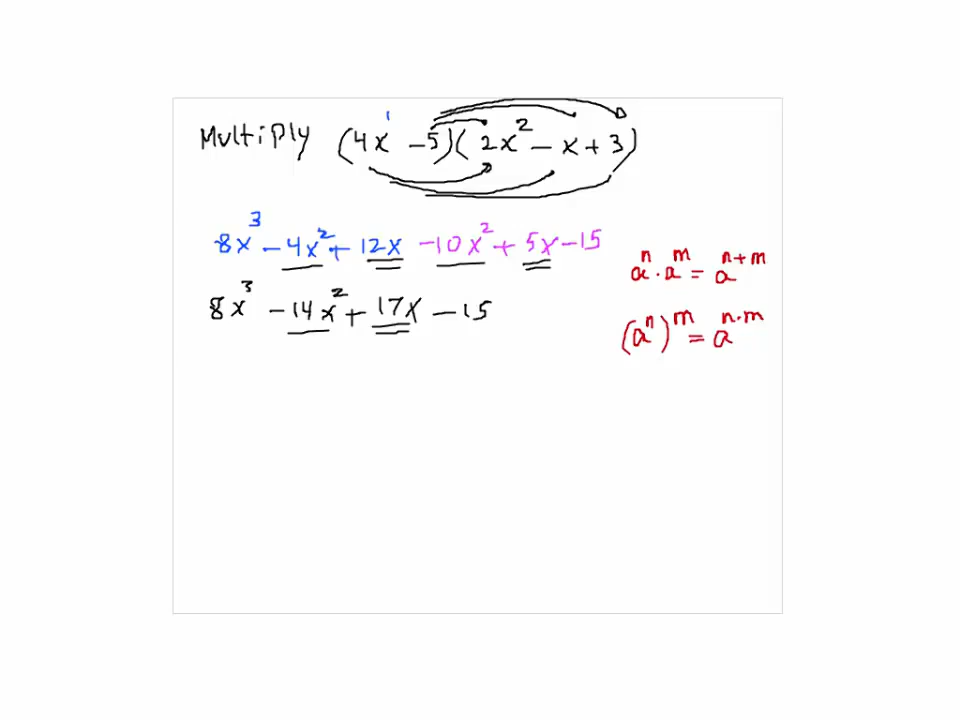 Multiply (4x¹ - 5)(2x² - x + 3)
8x³ - 4x² + 12x - 10x² + 5x - 15
8x³ - 14x² + 17x - 15
aⁿ · aᵐ = aⁿ⁺ᵐ
(aⁿ)ᵐ = aⁿ·ᵐ